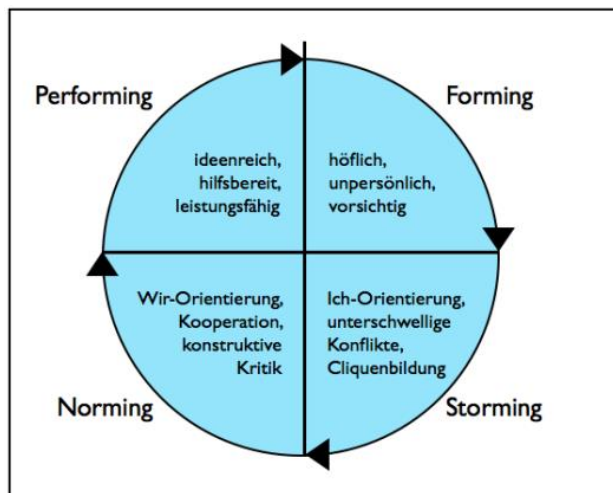 Performing
Forming
ideenreich,
hilfsbereit,
leistungsfähig
höflich,
unpersönlich,
vorsichtig
Wir-Orientierung,
Kooperation,
konstruktive
Kritik
Ich-Orientierung,
unterschwellige
Konflikte,
Cliquenbildung
Norming
Storming